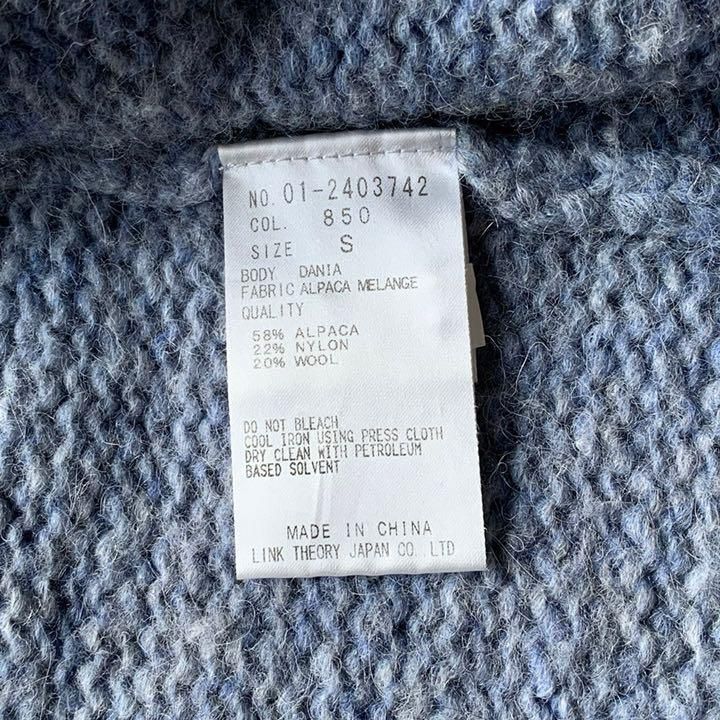 NO. 01-2403742
COL. 850
SIZE S
BODY DANIA
FABRIC ALPACA MELANGE
QUALITY
58% ALPACA
22% NYLON
20% WOOL
DO NOT BLEACH
COOL IRON USING PRESS CLOTH
DRY CLEAN WITH PETROLEUM
BASED SOLVENT
MADE IN CHINA
LINK THEORY JAPAN CO. LTD